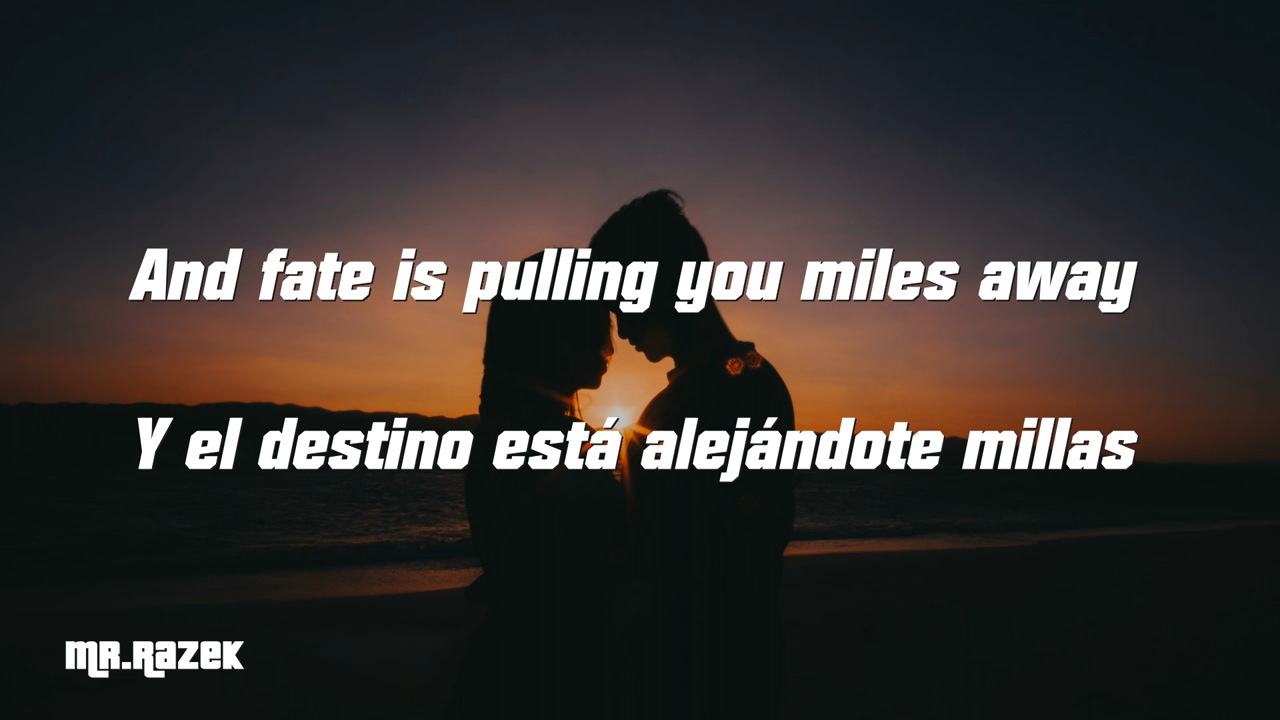 And fate is pulling you miles away
Y el destino está alejándote millas
MR.RAZEK